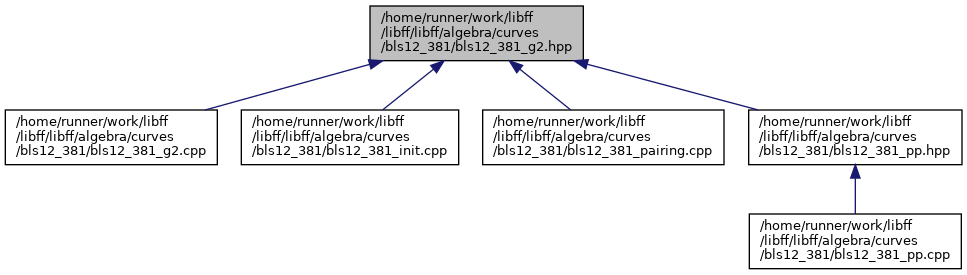 /home/runner/work/libff
/libff/libff/algebra/curves
/bls12_381/bls12_381_g2.hpp
/home/runner/work/libff
/libff/libff/algebra/curves
/bls12_381/bls12_381_g2.cpp
/home/runner/work/libff
/libff/libff/algebra/curves
/bls12_381/bls12_381_init.cpp
/home/runner/work/libff
/libff/libff/algebra/curves
/bls12_381/bls12_381_pairing.cpp
/home/runner/work/libff
/libff/libff/algebra/curves
/bls12_381/bls12_381_pp.hpp
/home/runner/work/libff
/libff/libff/algebra/curves
/bls12_381/bls12_381_pp.cpp